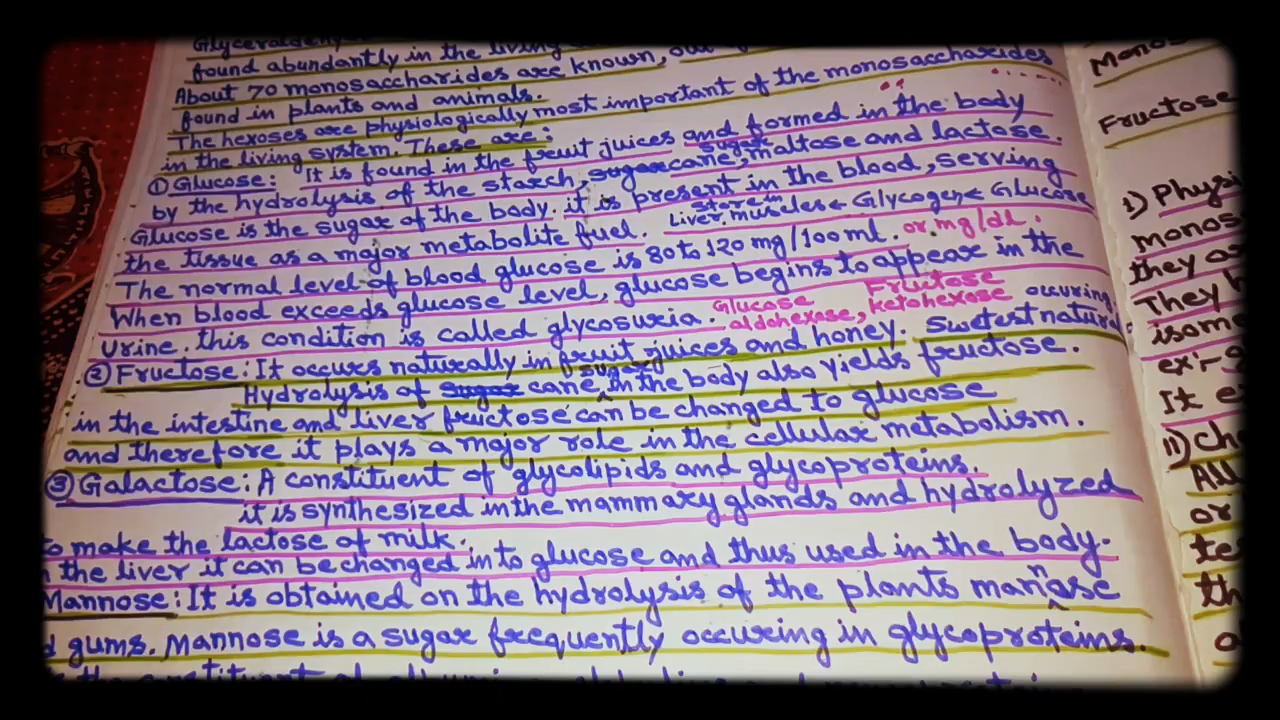 Glyceraldehy
found abundantly in the living
About 70 monosaccharides are known, out
found in plants and animals.
The hexoses are physiologically most important of the monosaccharides
in the living system. These are:
① Glucose: It is found in the fruit juices and formed in the body
by the hydrolysis of the starch, sugar cane, maltose and lactose.
Glucose is the sugar of the body. it is present in the blood, serving
the tissue as a major metabolite fuel. store in Liver, muscles ← Glycogen ← Glucose
The normal level of blood glucose is 80 to 120 mg/100ml. or mg/dl.
When blood exceeds glucose level, glucose begins to appear in the
Urine. this condition is called glycosuria. Glucose aldohexose, Fructose ketohexose
② Fructose: It occurs naturally in fruit juices and honey. Swetest natural occuring.
Hydrolysis of cane sugar in the body also yields fructose.
in the intestine and liver fructose can be changed to glucose
and therefore it plays a major role in the cellular metabolism.
③ Galactose: A constituent of glycolipids and glycoproteins.
it is synthesized in the mammary glands and hydrolyzed
to make the lactose of milk.
the liver it can be changed into glucose and thus used in the body.
Mannose: It is obtained on the hydrolysis of the plants mannose
gums. Mannose is a sugar frequently occuring in glycoproteins.
Monos
Fructose
i) Physi
monos
they a
They h
isome
ex:- g
It e
ii) Che
All
or
te
th
a